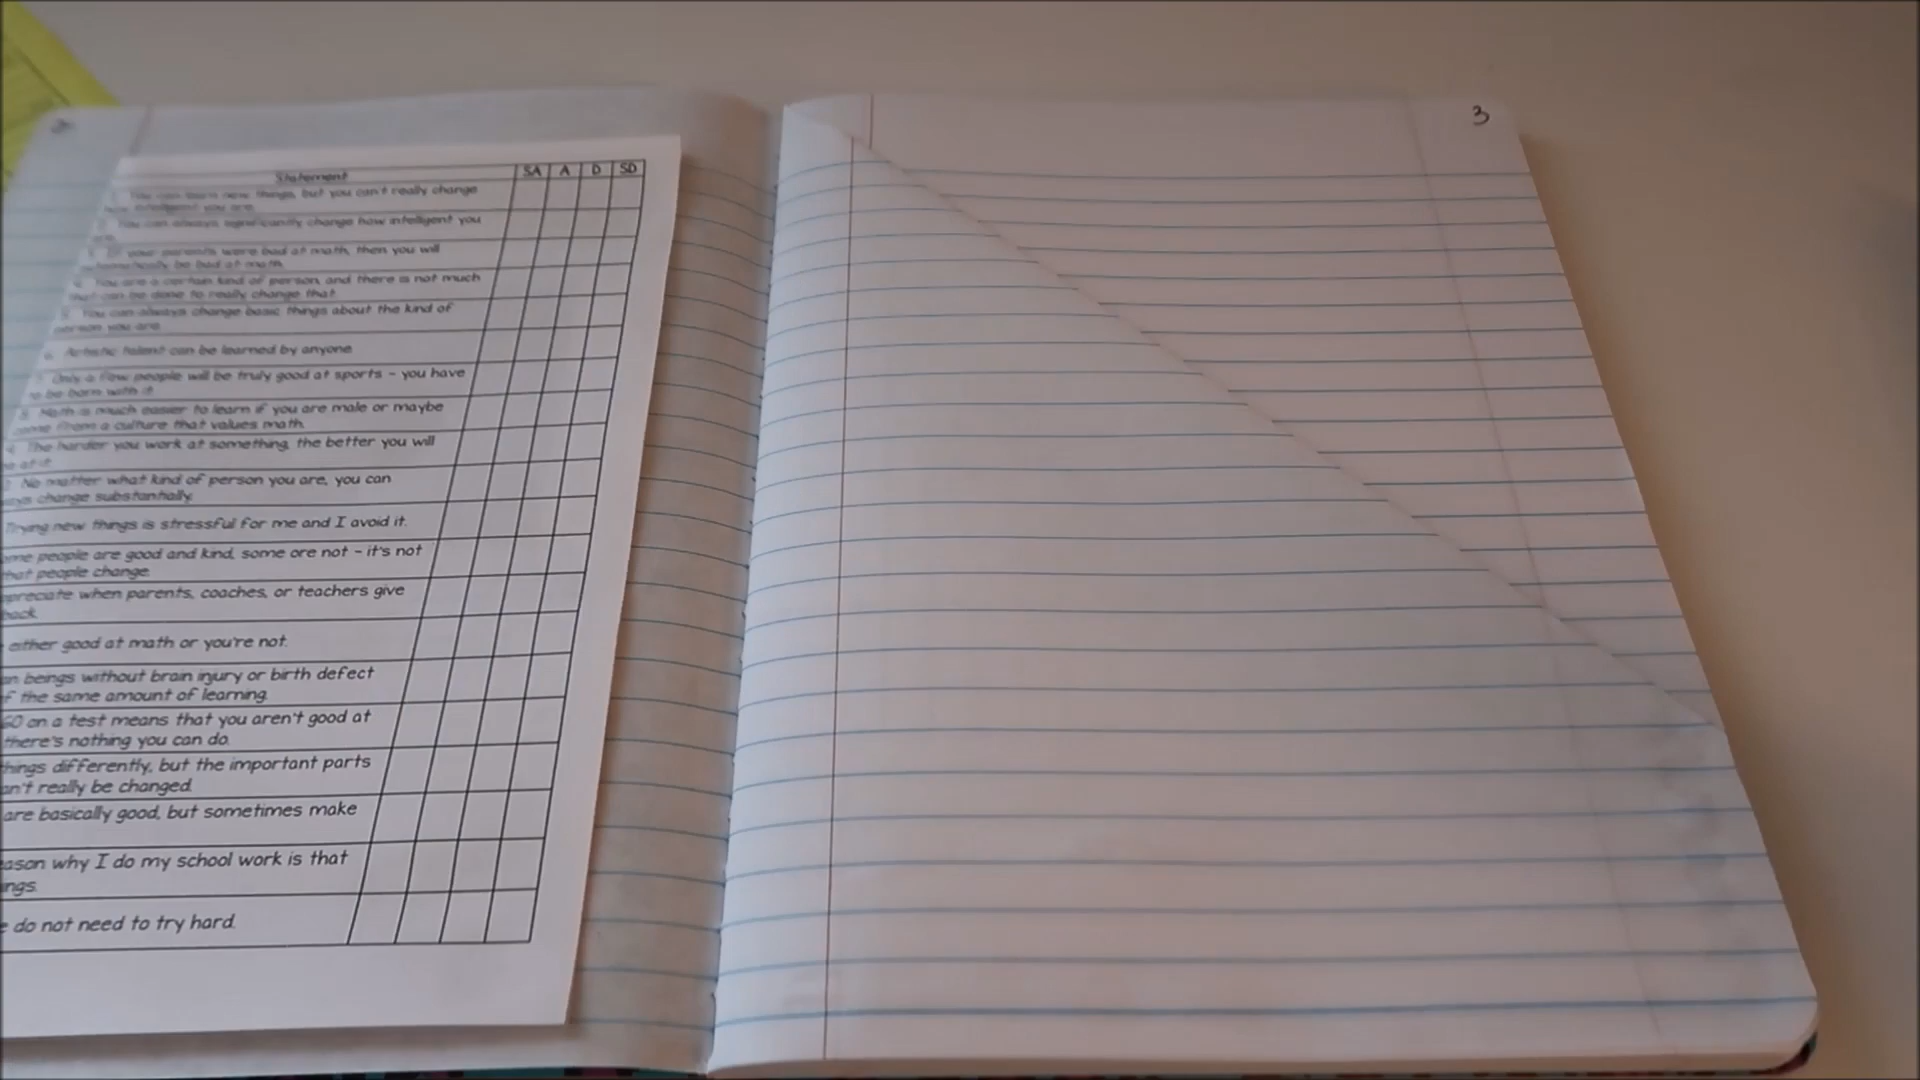 3
Statement SA A D SD
You can learn new things, but you can't really change
how intelligent you are
You can always significantly change how intelligent you
are
If your parents were bad at math, then you will
automatically be bad at math.
You are a certain kind of person, and there is not much
that can be done to really change that
5. You can always change basic things about the kind of
person you are
6. Artistic talent can be learned by anyone
Only a few people will be truly good at sports - you have
to be born with it
8. Math is much easier to learn if you are male or maybe
come from a culture that values math.
The harder you work at something, the better you will
at it
No matter what kind of person you are, you can
change substantially.
Trying new things is stressful for me and I avoid it.
ome people are good and kind, some ore not - it's not
that people change.
preciate when parents, coaches, or teachers give
back.
either good at math or you're not.
an beings without brain injury or birth defect
f the same amount of learning.
60 on a test means that you aren't good at
there's nothing you can do.
hings differently, but the important parts
an't really be changed.
are basically good, but sometimes make
ason why I do my school work is that
ings.
e do not need to try hard.